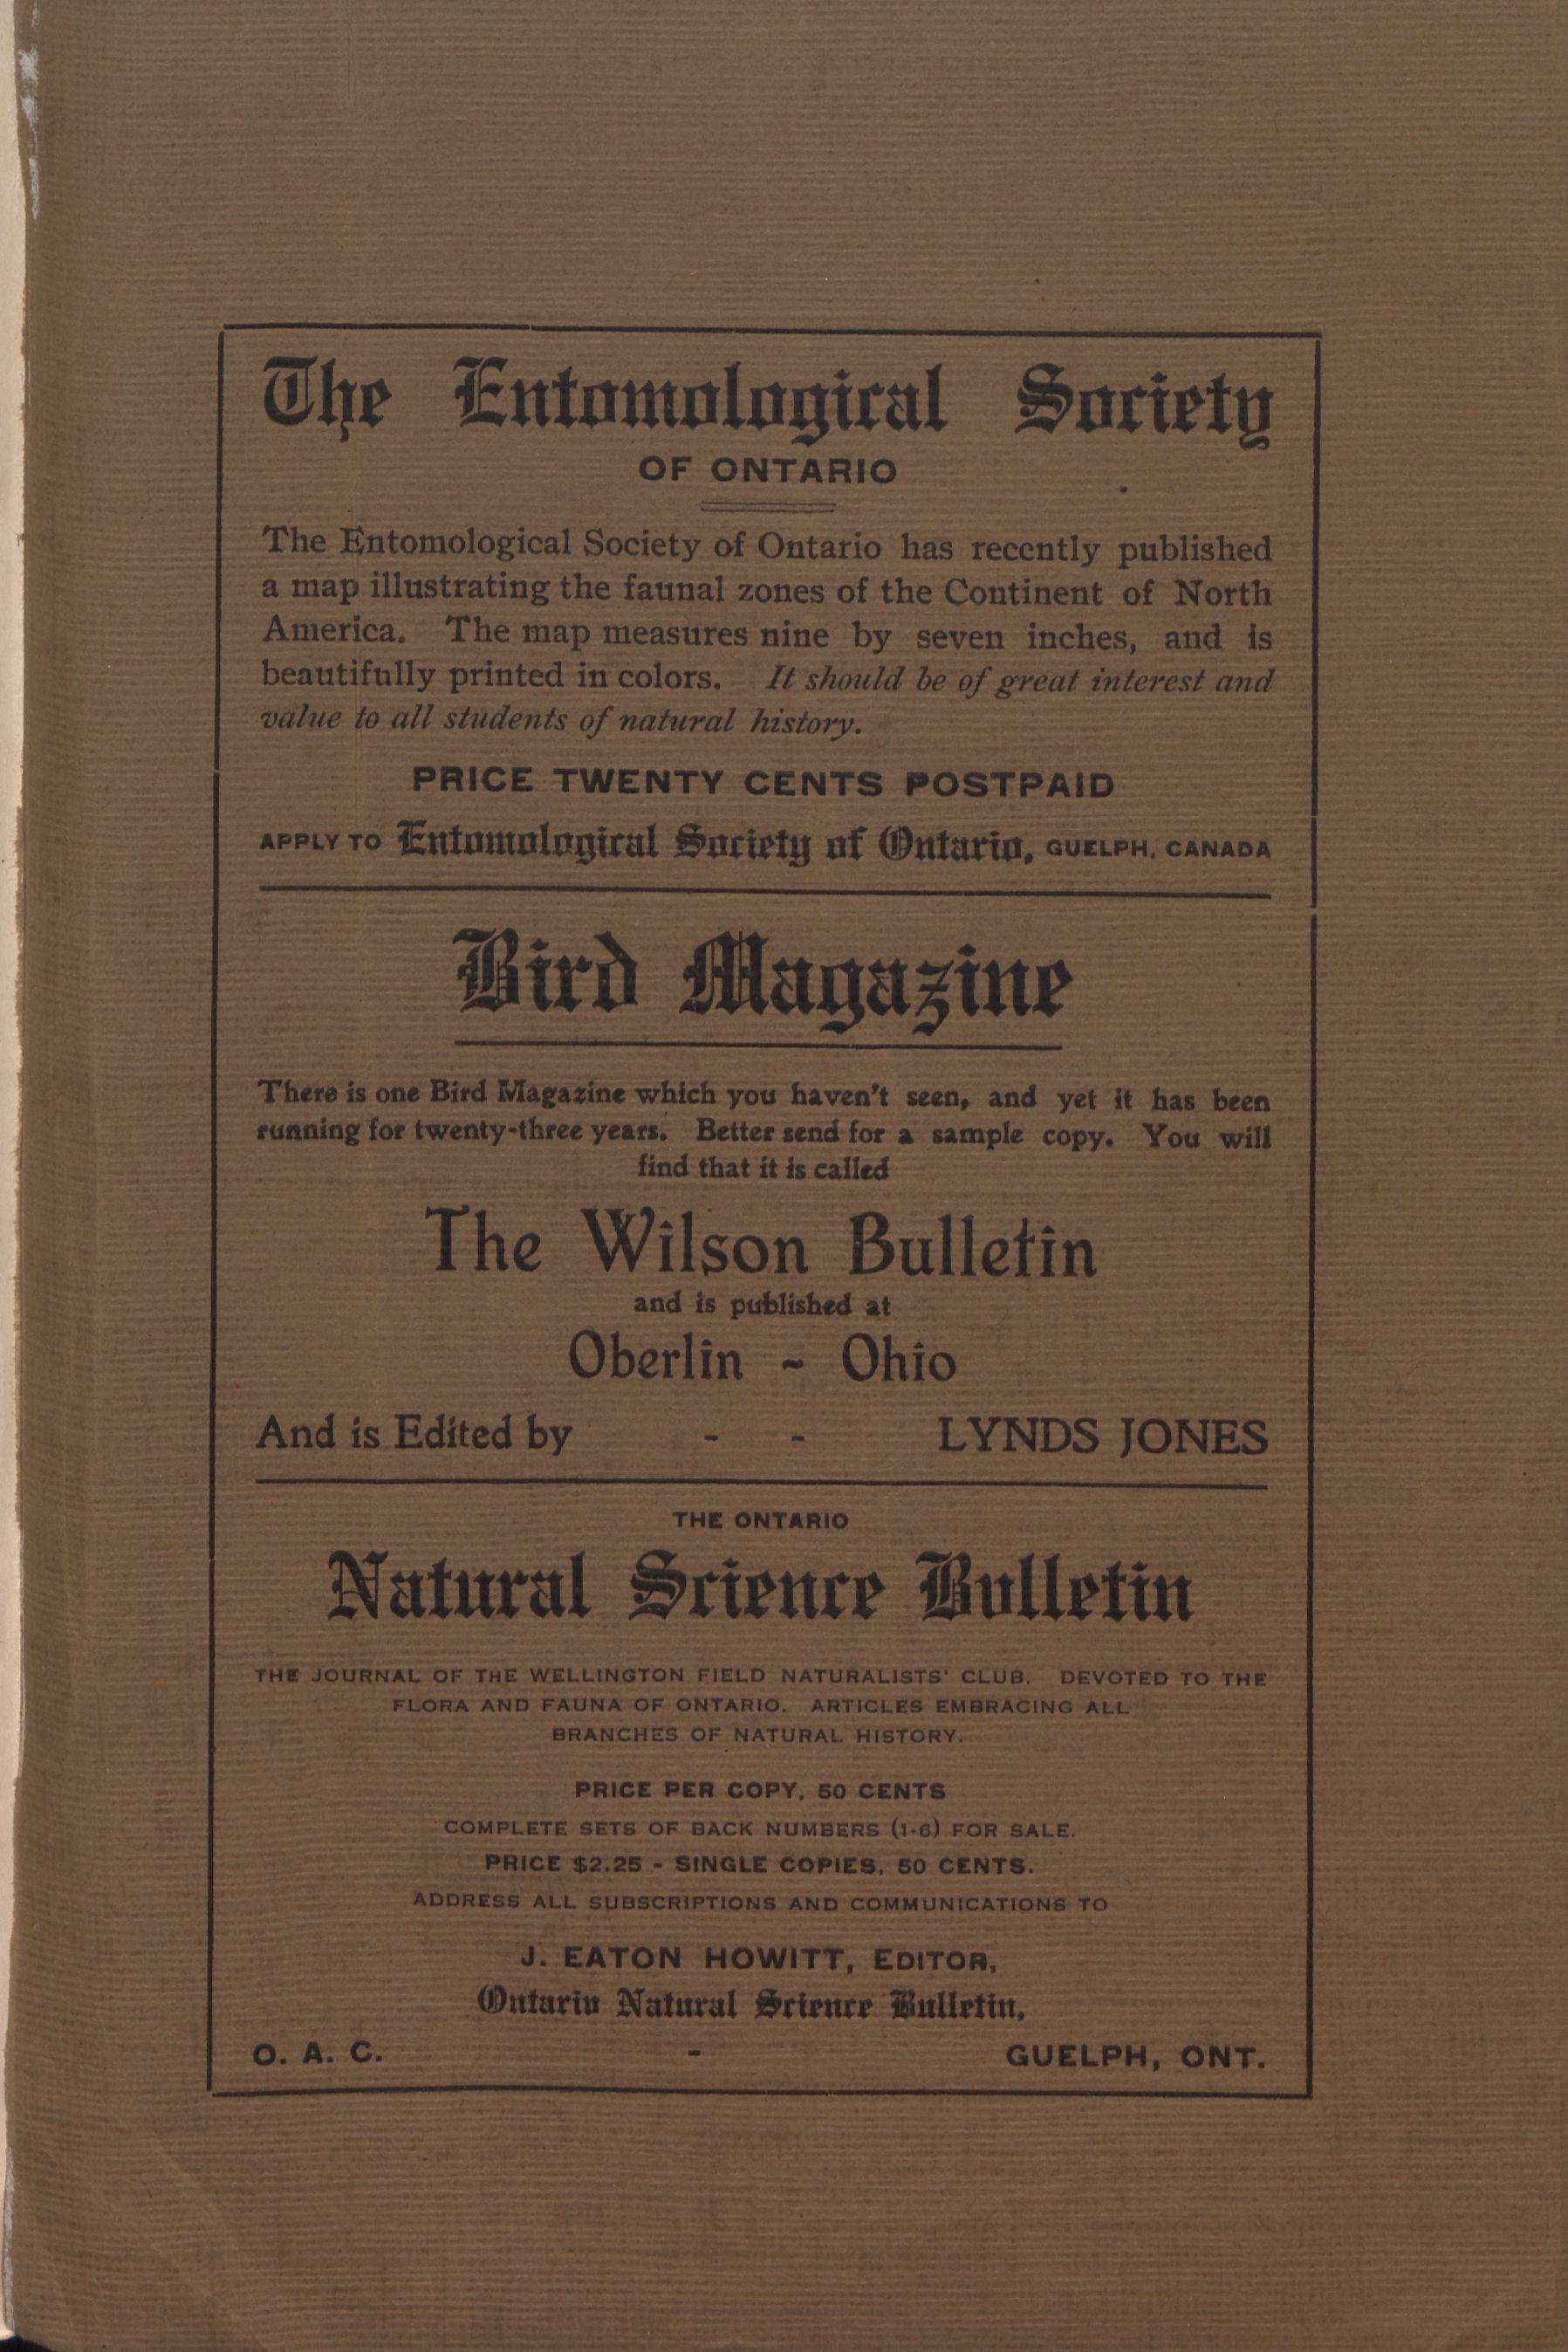 The Entomological Society
OF ONTARIO
The Entomological Society of Ontario has recently published
a map illustrating the faunal zones of the Continent of North
America. The map measures nine by seven inches, and is
beautifully printed in colors. It should be of great interest and
value to all students of natural history.
PRICE TWENTY CENTS POSTPAID
APPLY TO Entomological Society of Ontario, GUELPH, CANADA
Bird Magazine
There is one Bird Magazine which you haven't seen, and yet it has been
running for twenty-three years. Better send for a sample copy. You will
find that it is called
The Wilson Bulletin
and is published at
Oberlin - Ohio
And is Edited by - - LYNDS JONES
THE ONTARIO
Natural Science Bulletin
THE JOURNAL OF THE WELLINGTON FIELD NATURALISTS' CLUB. DEVOTED TO THE
FLORA AND FAUNA OF ONTARIO. ARTICLES EMBRACING ALL
BRANCHES OF NATURAL HISTORY.
PRICE PER COPY, 50 CENTS
COMPLETE SETS OF BACK NUMBERS (1-6) FOR SALE.
PRICE $2.25 - SINGLE COPIES, 50 CENTS.
ADDRESS ALL SUBSCRIPTIONS AND COMMUNICATIONS TO
J. EATON HOWITT, EDITOR,
Ontario Natural Science Bulletin,
O. A. C. - GUELPH, ONT.